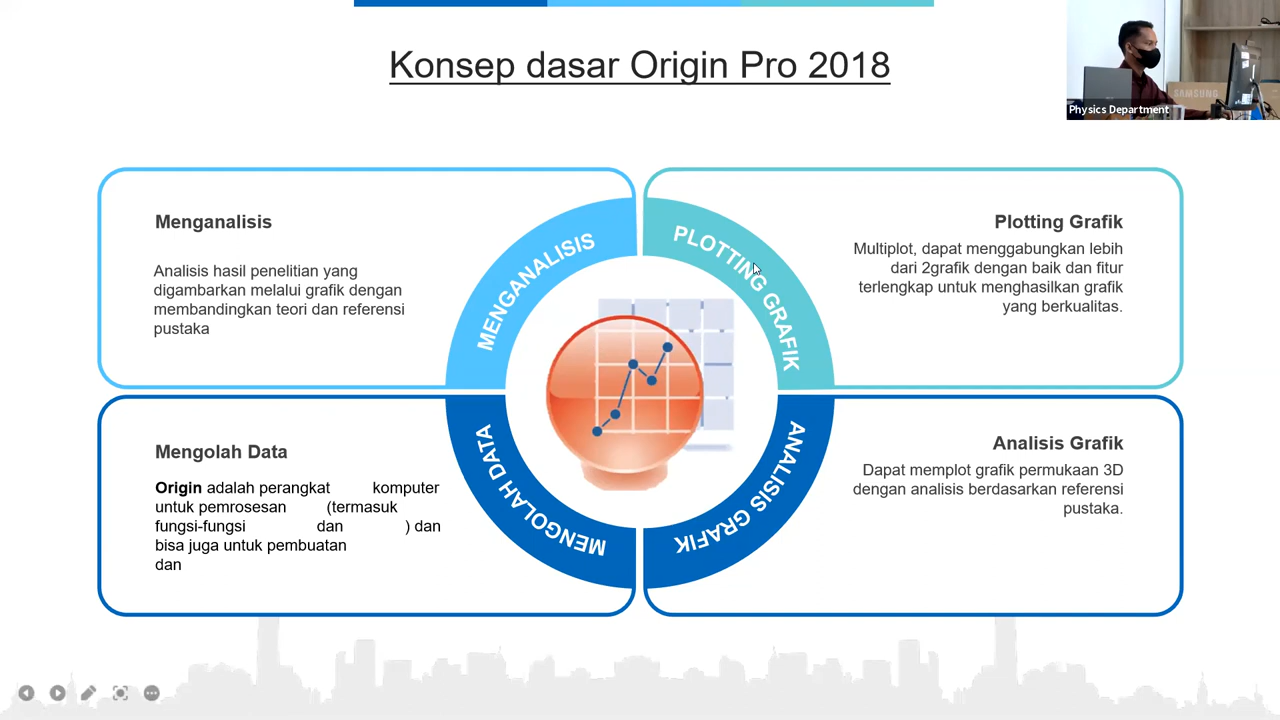 Konsep dasar Origin Pro 2018
Physics Department
SAMSUNG
Menganalisis
Analisis hasil penelitian yang
digambarkan melalui grafik dengan
membandingkan teori dan referensi
pustaka
MENGANALISIS
PLOTTING GRAFIK
Plotting Grafik
Multiplot, dapat menggabungkan lebih
dari 2grafik dengan baik dan fitur
terlengkap untuk menghasilkan grafik
yang berkualitas.
Mengolah Data
Origin adalah perangkat komputer
untuk pemrosesan (termasuk
fungsi-fungsi dan ) dan
bisa juga untuk pembuatan
dan
MENGOLAH DATA
ANALISIS GRAFIK
Analisis Grafik
Dapat memplot grafik permukaan 3D
dengan analisis berdasarkan referensi
pustaka.